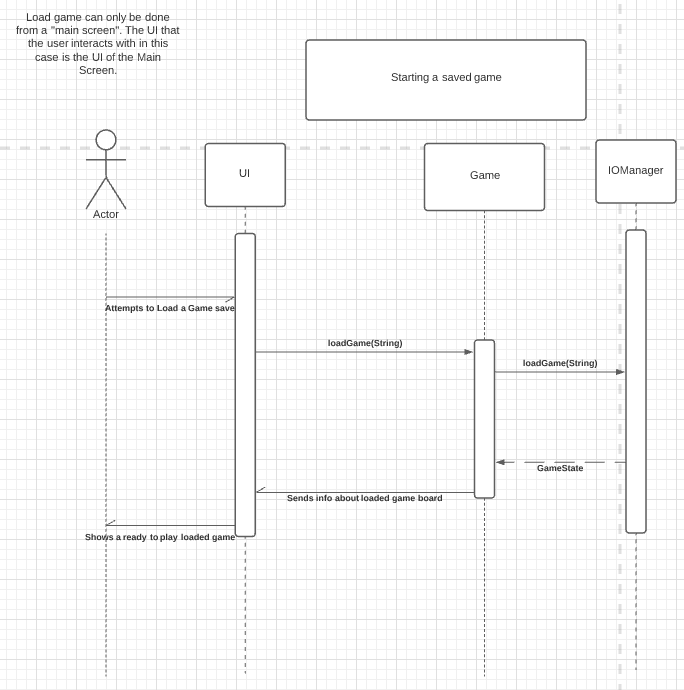 Load game can only be done
from a "main screen". The UI that
the user interacts with in this
case is the UI of the Main
Screen.
Starting a saved game
UI
Game
IOManager
Actor
Attempts to Load a Game save
loadGame(String)
loadGame(String)
GameState
Sends info about loaded game board
Shows a ready to play loaded game